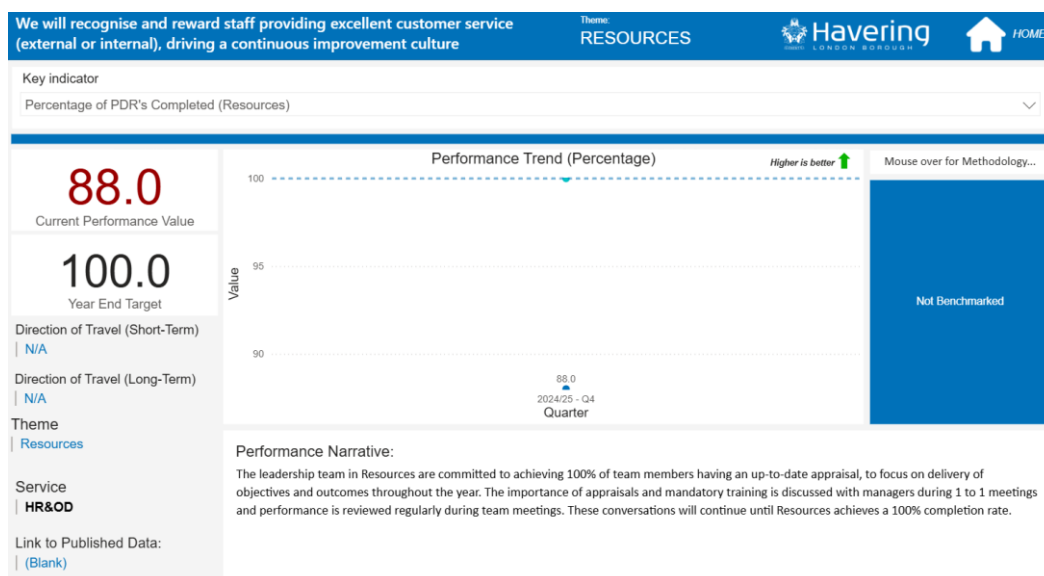 We will recognise and reward staff providing excellent customer service
(external or internal), driving a continuous improvement culture
Theme:
RESOURCES
Havering
LONDON BOROUGH
HOME
Key indicator
Percentage of PDR's Completed (Resources)
88.0
Current Performance Value
100.0
Year End Target
Direction of Travel (Short-Term)
N/A
Direction of Travel (Long-Term)
N/A
Theme
Resources
Service
HR&OD
Link to Published Data:
(Blank)
Performance Trend (Percentage)
Higher is better
100
95
90
Value
88.0
2024/25 - Q4
Quarter
Mouse over for Methodology...
Not Benchmarked
Performance Narrative:
The leadership team in Resources are committed to achieving 100% of team members having an up-to-date appraisal, to focus on delivery of
objectives and outcomes throughout the year. The importance of appraisals and mandatory training is discussed with managers during 1 to 1 meetings
and performance is reviewed regularly during team meetings. These conversations will continue until Resources achieves a 100% completion rate.